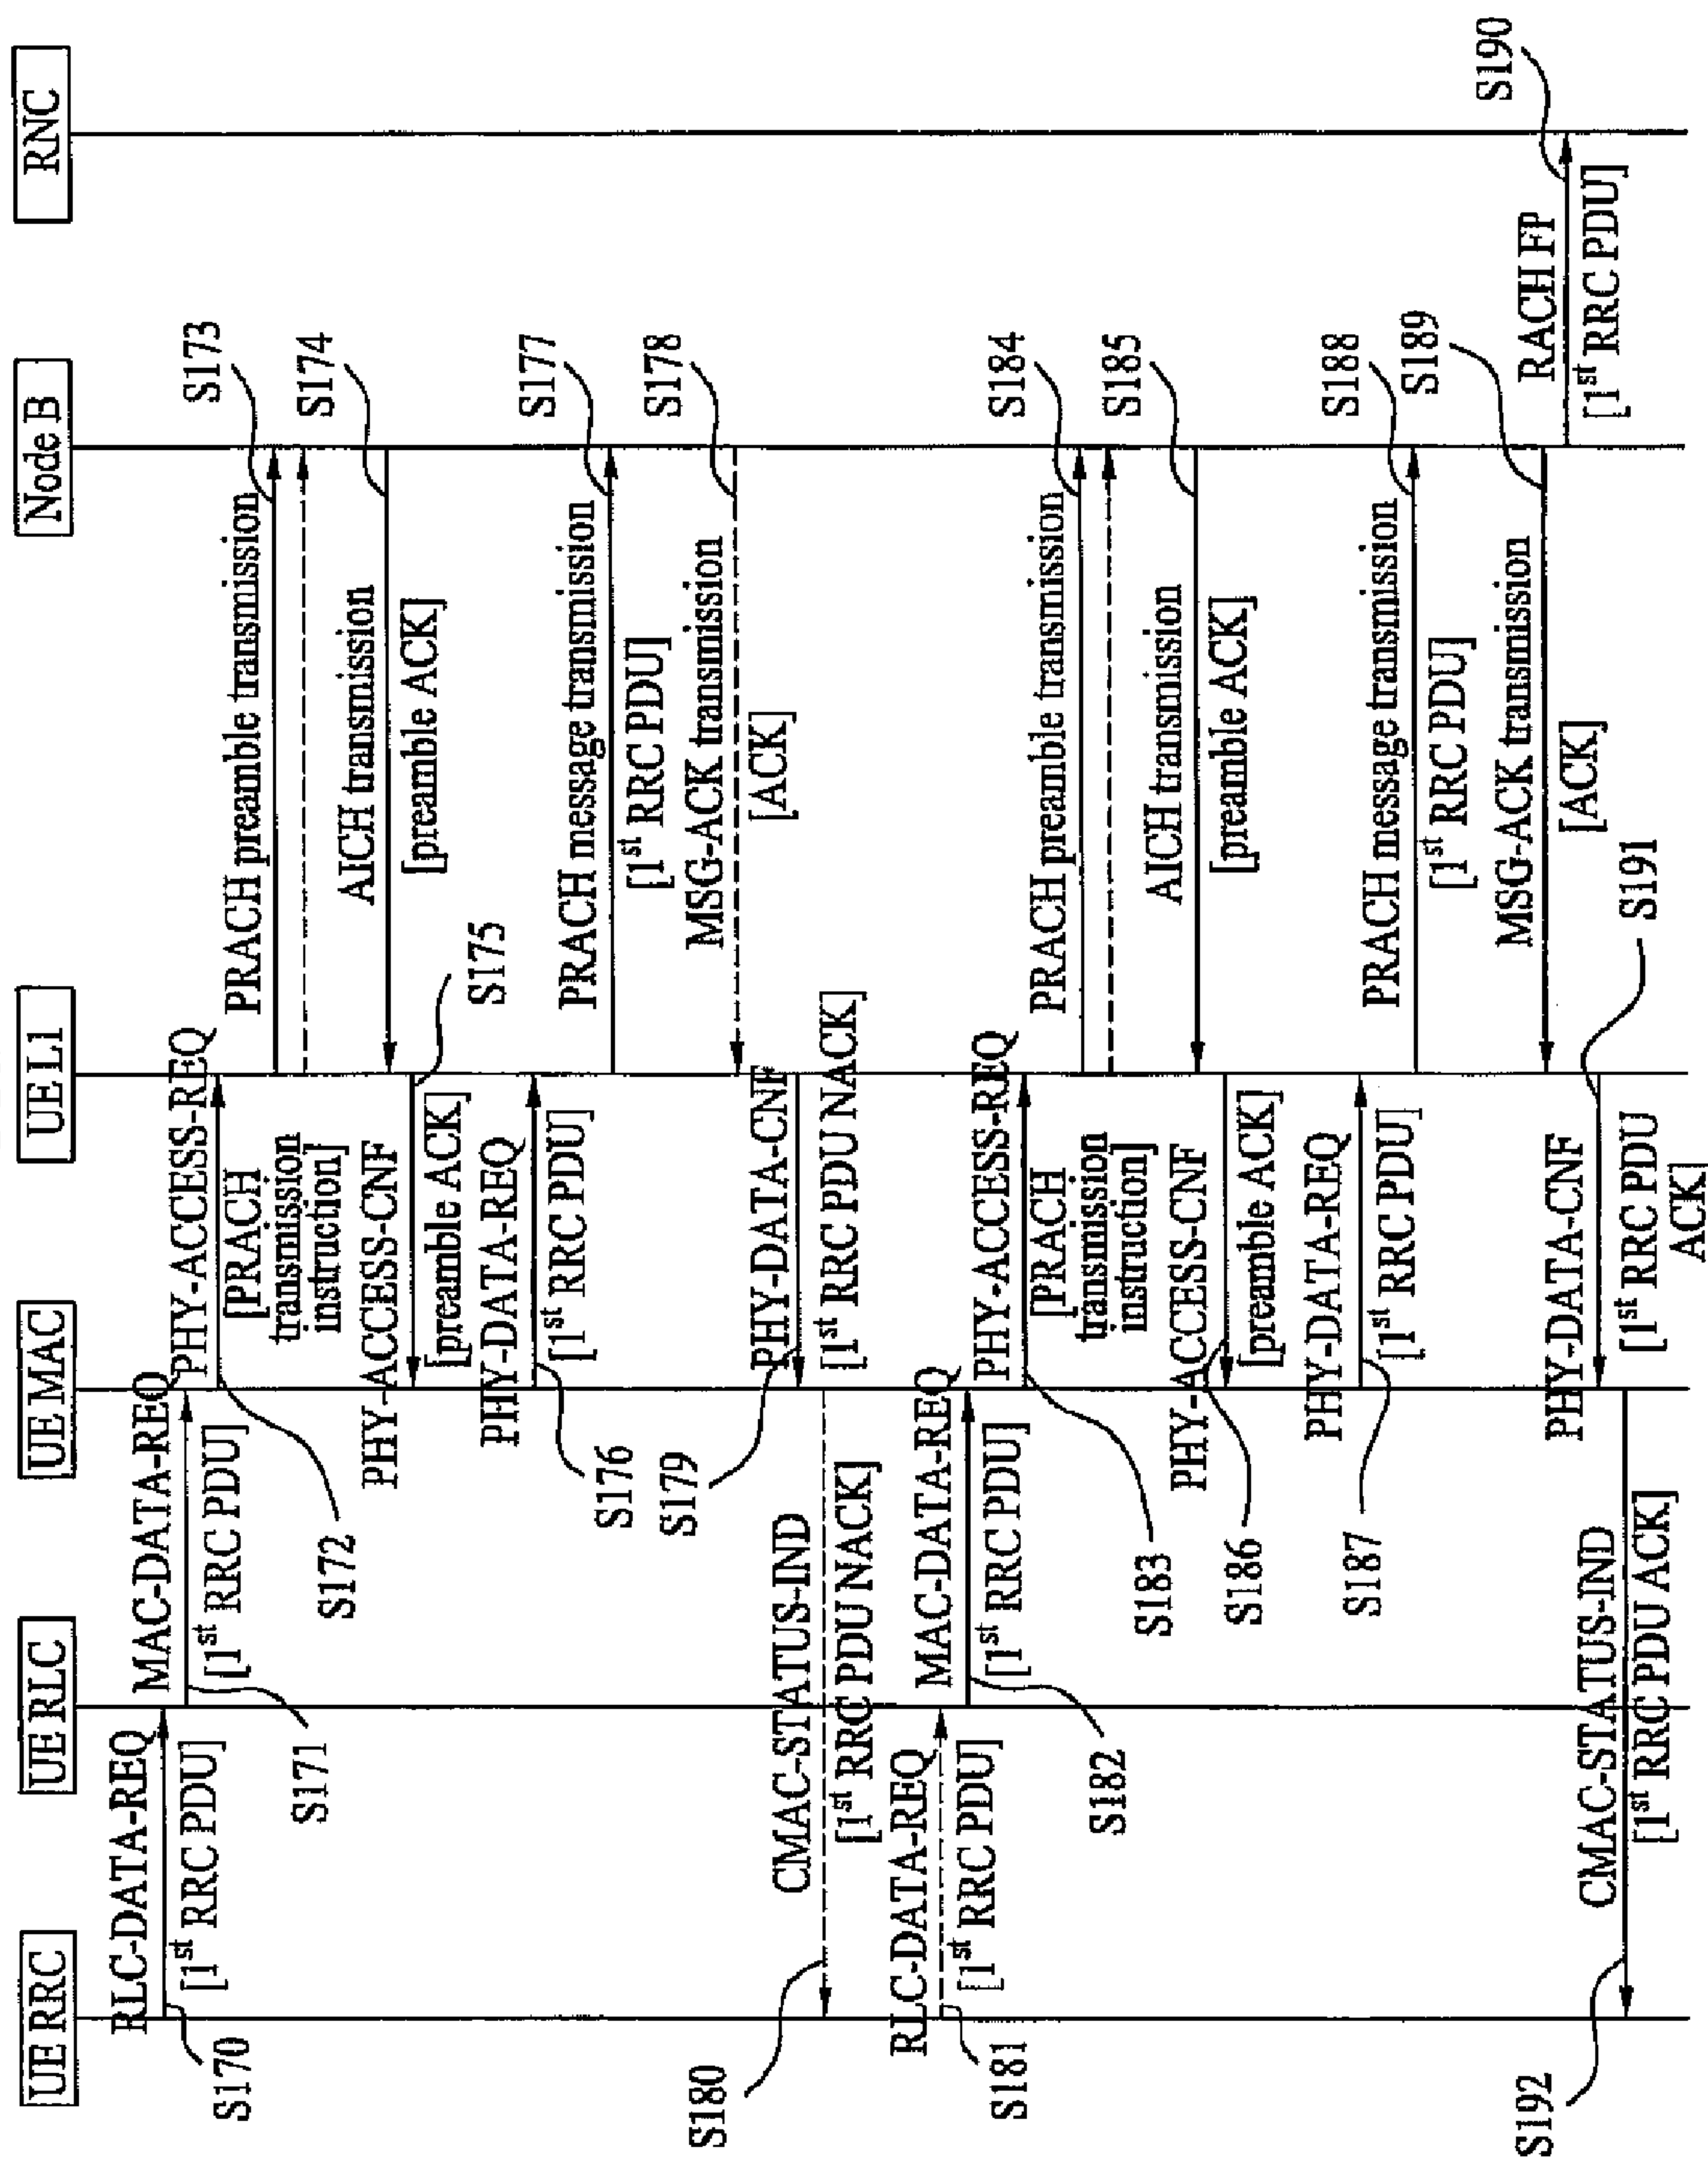 UE RRC
UE RLC
UE MAC
UE L1
Node B
RNC
RLC-DATA-REQ
[1st RRC PDU]
S170
MAC-DATA-REQ
[1st RRC PDU]
S171
PHY-ACCESS-REQ
[PRACH
transmission
instruction]
S172
PRACH preamble transmission
S173
AICH transmission
[preamble ACK]
S174
PHY-ACCESS-CNF
[preamble ACK]
S175
PHY-DATA-REQ
[1st RRC PDU]
S176
PRACH message transmission
[1st RRC PDU]
S177
MSG-ACK transmission
[ACK]
S178
PHY-DATA-CNF
[1st RRC PDU NACK]
S179
CMAC-STATUS-IND
[1st RRC PDU NACK]
S180
RLC-DATA-REQ
[1st RRC PDU]
S181
MAC-DATA-REQ
[1st RRC PDU]
S182
PHY-ACCESS-REQ
[PRACH
transmission
instruction]
S183
PRACH preamble transmission
S184
AICH transmission
[preamble ACK]
S185
PHY-ACCESS-CNF
[preamble ACK]
S186
PHY-DATA-REQ
[1st RRC PDU]
S187
PRACH message transmission
[1st RRC PDU]
S188
MSG-ACK transmission
[ACK]
S189
RACH FP
[1st RRC PDU]
S190
PHY-DATA-CNF
[1st RRC PDU
ACK]
S191
CMAC-STATUS-IND
[1st RRC PDU ACK]
S192